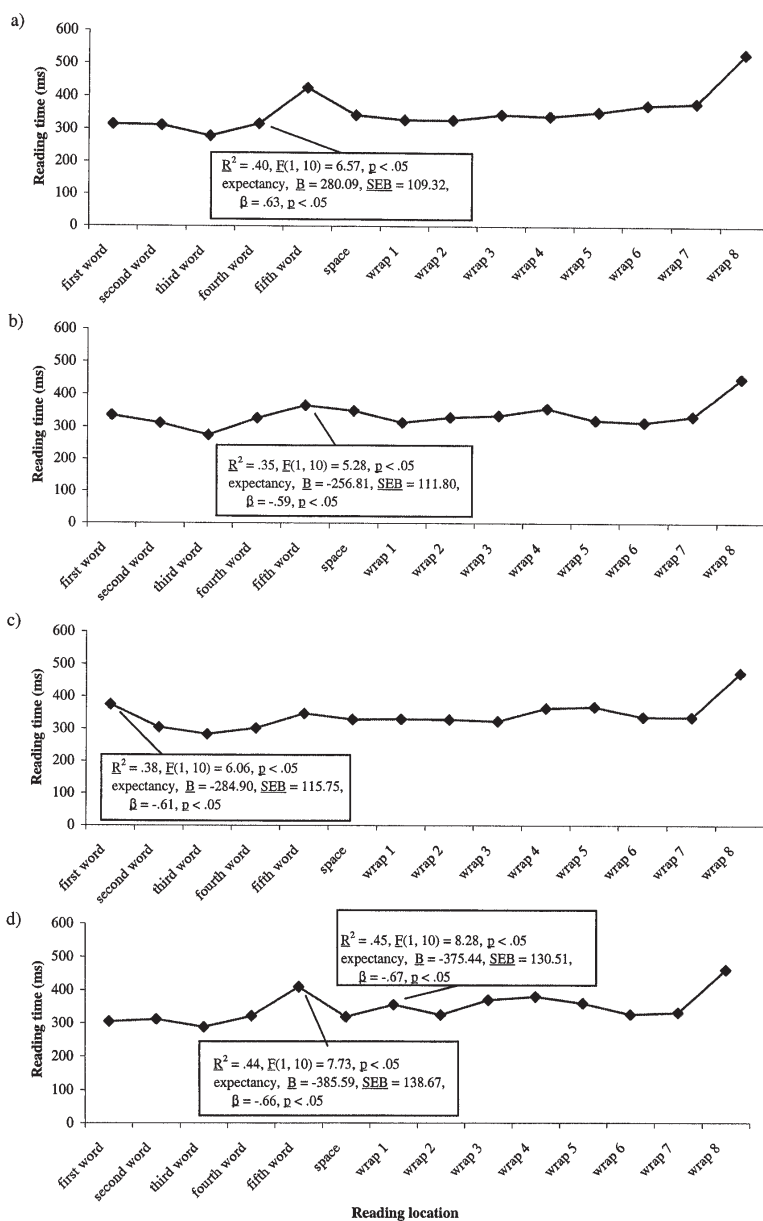 a)
600
500
400
300
200
100
0
Reading time (ms)
R² = .40, F(1, 10) = 6.57, p < .05
expectancy, B = 280.09, SEB = 109.32,
β = .63, p < .05
first word
second word
third word
fourth word
fifth word
space
wrap 1
wrap 2
wrap 3
wrap 4
wrap 5
wrap 6
wrap 7
wrap 8
b)
600
500
400
300
200
100
0
Reading time (ms)
R² = .35, F(1, 10) = 5.28, p < .05
expectancy, B = -256.81, SEB = 111.80,
β = -.59, p < .05
first word
second word
third word
fourth word
fifth word
space
wrap 1
wrap 2
wrap 3
wrap 4
wrap 5
wrap 6
wrap 7
wrap 8
c)
600
500
400
300
200
100
0
Reading time (ms)
R² = .38, F(1, 10) = 6.06, p < .05
expectancy, B = -284.90, SEB = 115.75,
β = -.61, p < .05
first word
second word
third word
fourth word
fifth word
space
wrap 1
wrap 2
wrap 3
wrap 4
wrap 5
wrap 6
wrap 7
wrap 8
d)
600
500
400
300
200
100
0
Reading time (ms)
R² = .45, F(1, 10) = 8.28, p < .05
expectancy, B = -375.44, SEB = 130.51,
β = -.67, p < .05
R² = .44, F(1, 10) = 7.73, p < .05
expectancy, B = -385.59, SEB = 138.67,
β = -.66, p < .05
first word
second word
third word
fourth word
fifth word
space
wrap 1
wrap 2
wrap 3
wrap 4
wrap 5
wrap 6
wrap 7
wrap 8
Reading location